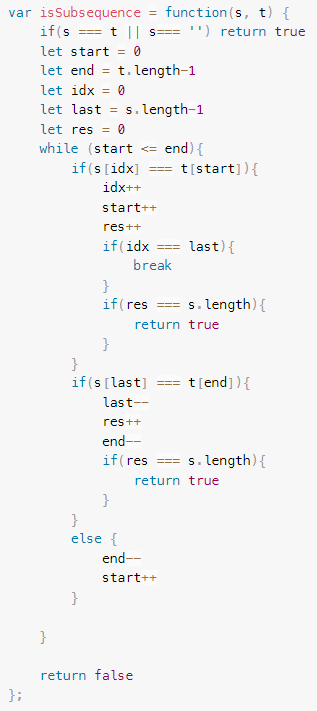 var isSubsequence = function(s, t) {
    if(s === t || s=== '') return true
    let start = 0
    let end = t.length-1
    let idx = 0
    let last = s.length-1
    let res = 0
    while (start <= end){
        if(s[idx] === t[start]){
            idx++
            start++
            res++
            if(idx === last){
                break
            }
            if(res === s.length){
                return true
            }
        }
        if(s[last] === t[end]){
            last--
            res++
            end--
            if(res === s.length){
                return true
            }
        }
        else {
            end--
            start++
        }

    }

    return false
};